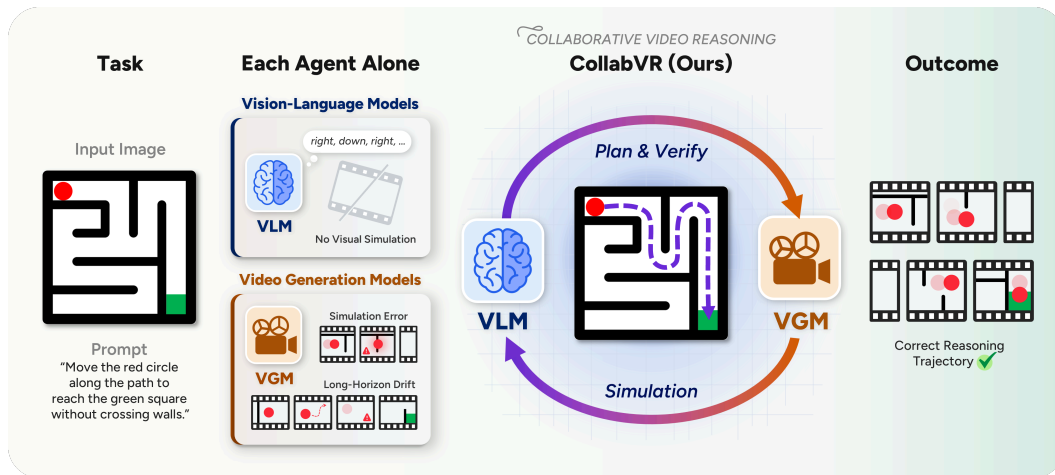 COLLABORATIVE VIDEO REASONING
Task
Each Agent Alone
CollabVR (Ours)
Outcome
Input Image
Prompt
“Move the red circle
along the path to
reach the green square
without crossing walls.”
Vision-Language Models
right, down, right, ...
VLM
No Visual Simulation
Video Generation Models
VGM
Simulation Error
Long-Horizon Drift
Plan & Verify
VLM
VGM
Simulation
Correct Reasoning
Trajectory